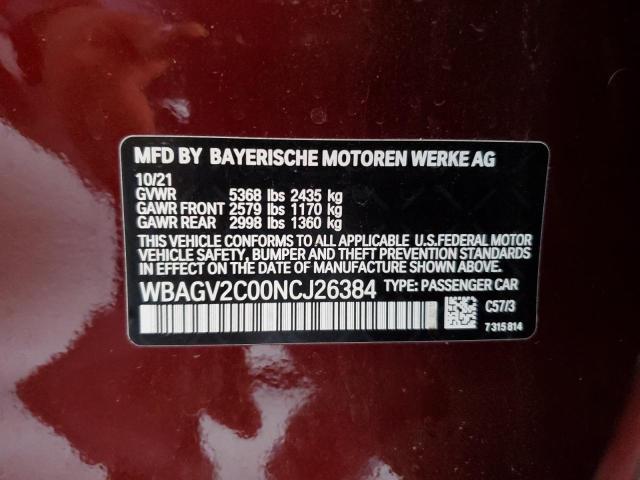 MFD BY BAYERISCHE MOTOREN WERKE AG
10/21
GVWR 5368 lbs 2435 kg
GAWR FRONT 2579 lbs 1170 kg
GAWR REAR 2998 lbs 1360 kg
THIS VEHICLE CONFORMS TO ALL APPLICABLE U.S.FEDERAL MOTOR
VEHICLE SAFETY, BUMPER AND THEFT PREVENTION STANDARDS
IN EFFECT ON THE DATE OF MANUFACTURE SHOWN ABOVE.
WBAGV2C00NCJ26384 TYPE: PASSENGER CAR
C57/3
7315814